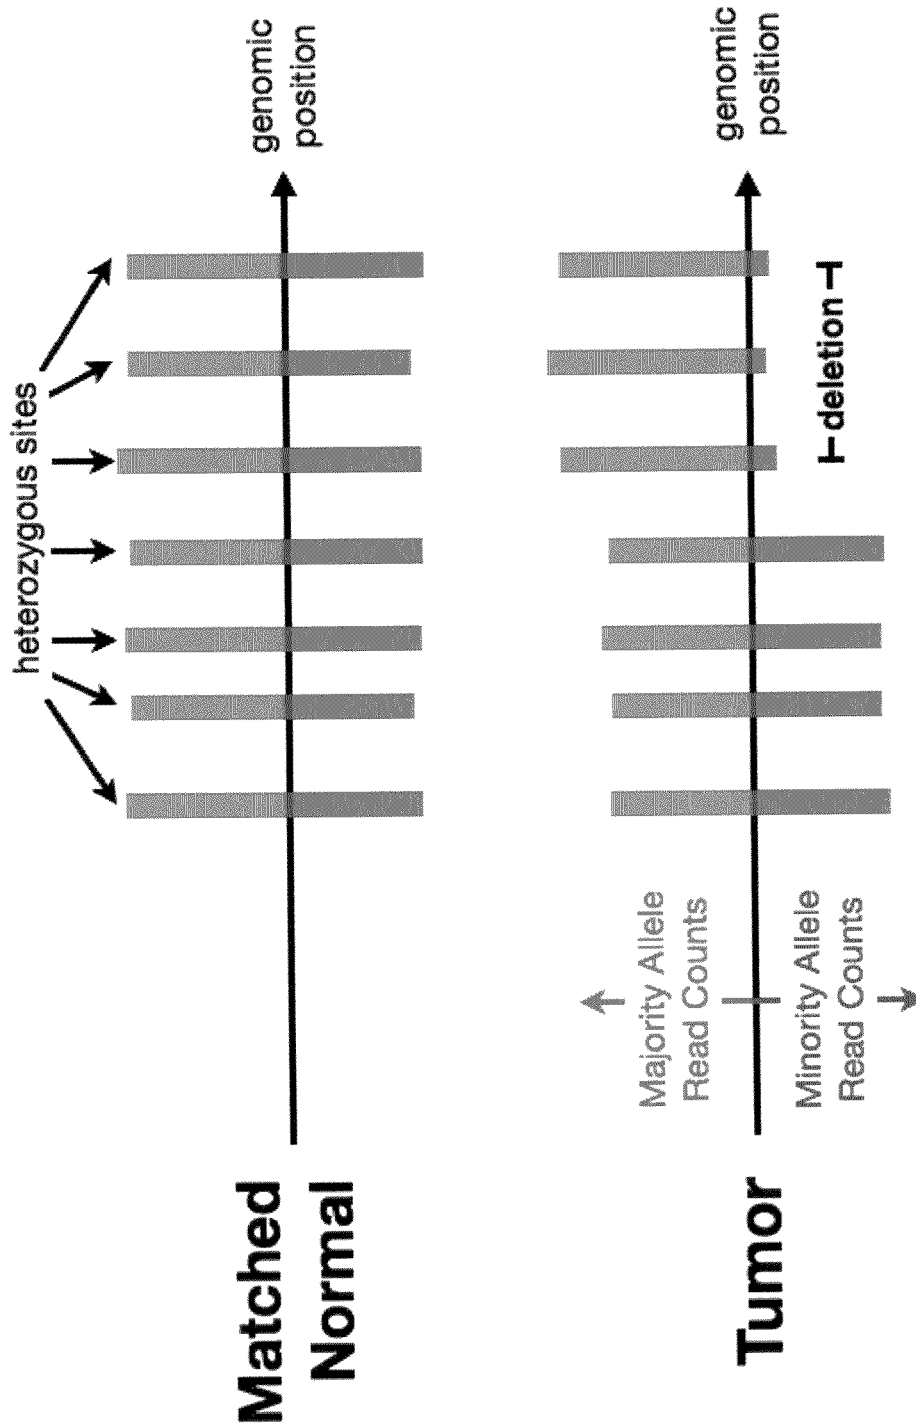 heterozygous sites
genomic
position
Matched
Normal
Majority Allele
Read Counts
genomic
position
Tumor
Minority Allele
Read Counts
deletion